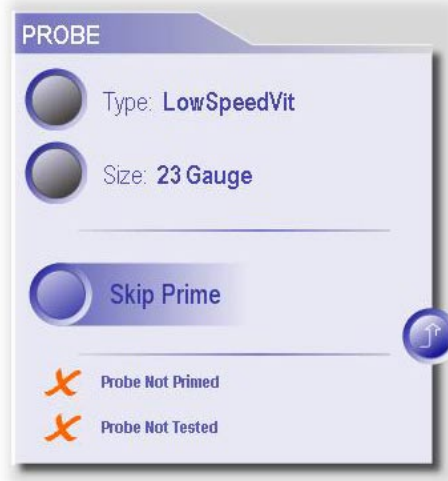 PROBE
Type: LowSpeedVit
Size: 23 Gauge
Skip Prime
Probe Not Primed
Probe Not Tested